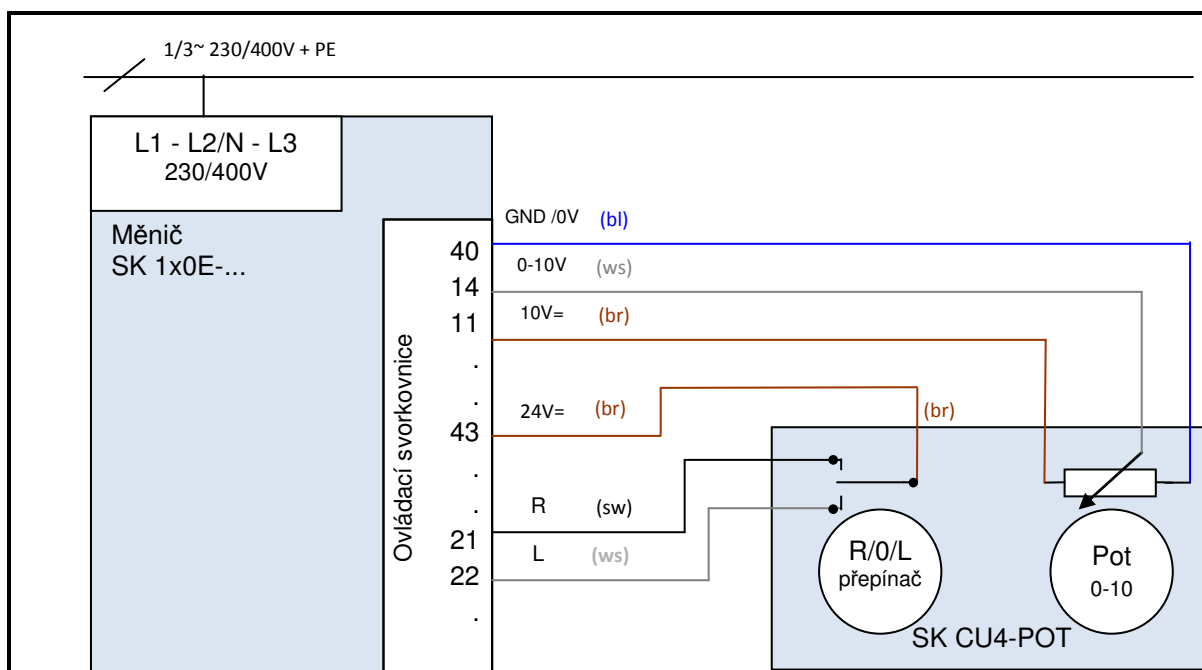 1/3~ 230/400V + PE
L1 - L2/N - L3
230/400V
Měnič
SK 1x0E-...
Ovládací svorkovnice
GND /0V (bl)
40
0-10V (ws)
14
10V= (br)
11
.
.
24V= (br)
(br)
43
.
.
R (sw)
21
L (ws)
22
.
R/0/L
přepínač
Pot
0-10
SK CU4-POT